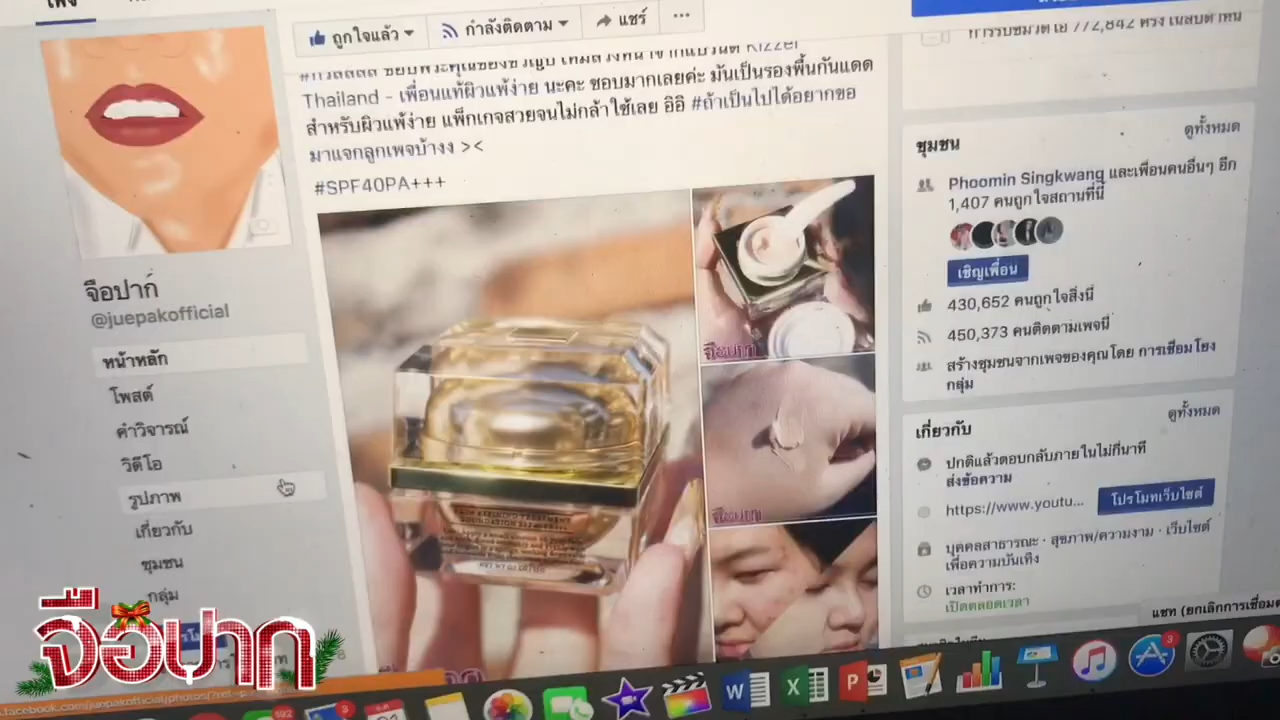 ถูกใจแล้ว
กำลังติดตาม
แชร์
Thailand - เพื่อนแท้ผิวแพ้ง่าย นะคะ ชอบมากเลยค่ะ มันเป็นรองพื้นกันแดด
สำหรับผิวแพ้ง่าย แพ็กเกจสวยจนไม่กล้าใช้เลย อิอิ #ถ้าเป็นไปได้อยากขอ
มาแจกลูกเพจบ้างง ><
#SPF40PA+++
จือปาก
@juepakofficial
หน้าหลัก
โพสต์
คำวิจารณ์
วิดีโอ
รูปภาพ
เกี่ยวกับ
ชุมชน
กลุ่ม
จือปาก
จือปาก
จือปาก
ชุมชน
ดูทั้งหมด
Phoomin Singkwang และเพื่อนคนอื่นๆ อีก
1,407 คนถูกใจสถานที่นี้
เชิญเพื่อน
430,652 คนถูกใจสิ่งนี้
450,373 คนติดตามเพจนี้
สร้างชุมชนจากเพจของคุณโดย การเชื่อมโยง
กลุ่ม
เกี่ยวกับ
ดูทั้งหมด
ปกติแล้วตอบกลับภายในไม่กี่นาที
ส่งข้อความ
https://www.youtu...
โปรโมทเว็บไซต์
บุคคลสาธารณะ · สุขภาพ/ความงาม · เว็บไซต์
เพื่อความบันเทิง
เวลาทำการ:
เปิดตลอดเวลา